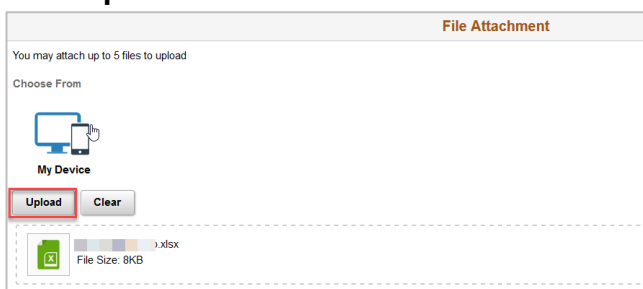 File Attachment
You may attach up to 5 files to upload
Choose From
My Device
Upload Clear
.xlsx
File Size: 8KB